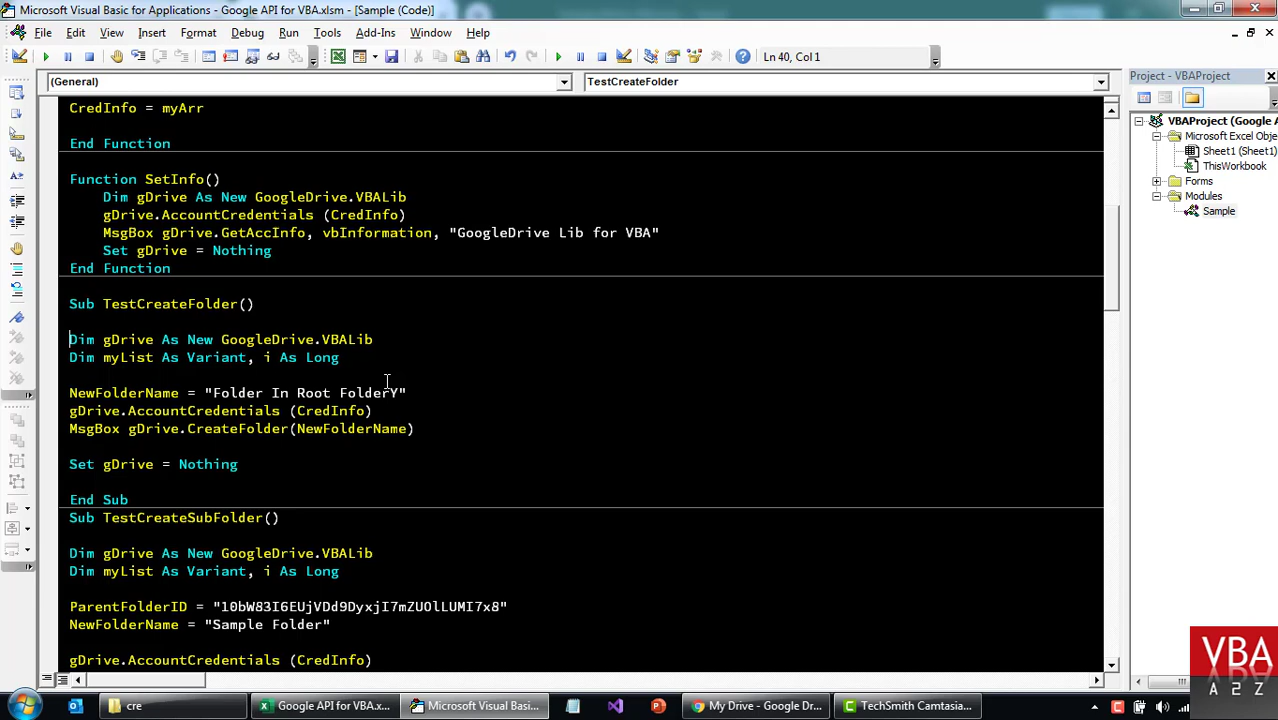 Microsoft Visual Basic for Applications - Google API for VBA.xlsm - [Sample (Code)]
File Edit View Insert Format Debug Run Tools Add-Ins Window Help
Ln 40, Col 1
(General) TestCreateFolder
CredInfo = myArr
End Function
Function SetInfo()
Dim gDrive As New GoogleDrive.VBALib
gDrive.AccountCredentials (CredInfo)
MsgBox gDrive.GetAccInfo, vbInformation, "GoogleDrive Lib for VBA"
Set gDrive = Nothing
End Function
Sub TestCreateFolder()
Dim gDrive As New GoogleDrive.VBALib
Dim myList As Variant, i As Long
NewFolderName = "Folder In Root FolderY"
gDrive.AccountCredentials (CredInfo)
MsgBox gDrive.CreateFolder(NewFolderName)
Set gDrive = Nothing
End Sub
Sub TestCreateSubFolder()
Dim gDrive As New GoogleDrive.VBALib
Dim myList As Variant, i As Long
ParentFolderID = "10bW83I6EUjVDd9DyxjI7mZUOlLUMI7x8"
NewFolderName = "Sample Folder"
gDrive.AccountCredentials (CredInfo)
Project - VBAProject
VBAProject (Google A
Microsoft Excel Obje
Sheet1 (Sheet1)
ThisWorkbook
Forms
Modules
Sample
VBA
A 2 Z
cre
Google API for VBA.x...
Microsoft Visual Basi...
My Drive - Google Dr...
TechSmith Camtasia...